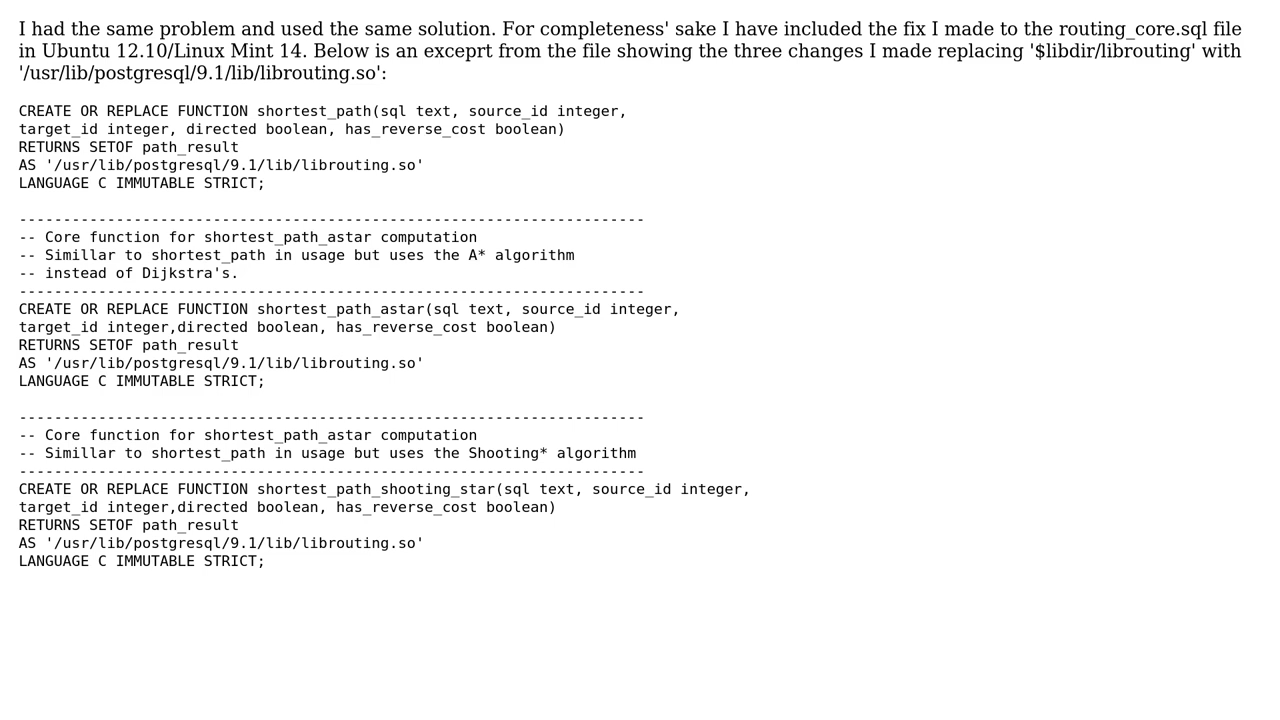 I had the same problem and used the same solution. For completeness' sake I have included the fix I made to the routing_core.sql file
in Ubuntu 12.10/Linux Mint 14. Below is an exceprt from the file showing the three changes I made replacing '$libdir/librouting' with
'/usr/lib/postgresql/9.1/lib/librouting.so':

CREATE OR REPLACE FUNCTION shortest_path(sql text, source_id integer,
target_id integer, directed boolean, has_reverse_cost boolean)
RETURNS SETOF path_result
AS '/usr/lib/postgresql/9.1/lib/librouting.so'
LANGUAGE C IMMUTABLE STRICT;

-----------------------------------------------------------------------
-- Core function for shortest_path_astar computation
-- Simillar to shortest_path in usage but uses the A* algorithm
-- instead of Dijkstra's.
-----------------------------------------------------------------------
CREATE OR REPLACE FUNCTION shortest_path_astar(sql text, source_id integer,
target_id integer,directed boolean, has_reverse_cost boolean)
RETURNS SETOF path_result
AS '/usr/lib/postgresql/9.1/lib/librouting.so'
LANGUAGE C IMMUTABLE STRICT;

-----------------------------------------------------------------------
-- Core function for shortest_path_astar computation
-- Simillar to shortest_path in usage but uses the Shooting* algorithm
-----------------------------------------------------------------------
CREATE OR REPLACE FUNCTION shortest_path_shooting_star(sql text, source_id integer,
target_id integer,directed boolean, has_reverse_cost boolean)
RETURNS SETOF path_result
AS '/usr/lib/postgresql/9.1/lib/librouting.so'
LANGUAGE C IMMUTABLE STRICT;